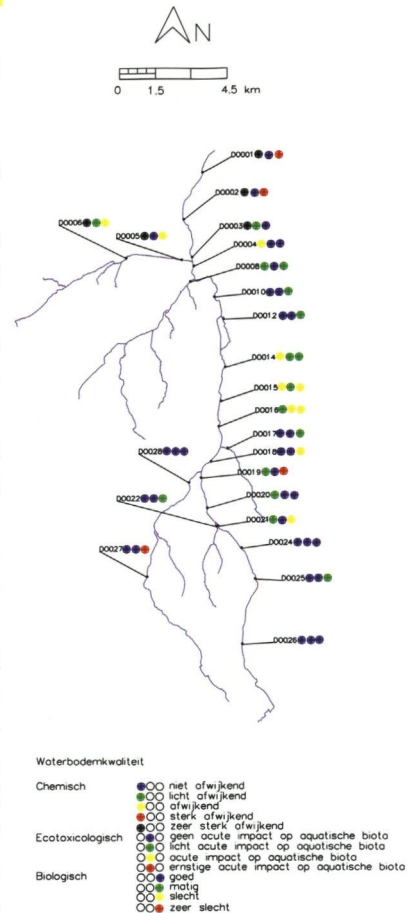 N
0 1.5 4.5 km
D0001
D0002
D0006
D0003
D0005
D0004
D0008
D0010
D0012
D0014
D0015
D0016
D0017
D0028
D0018
D0019
D0022
D0020
D0021
D0024
D0027
D0025
D0026
Waterbodemkwaliteit
Chemisch
niet afwijkend
licht afwijkend
afwijkend
sterk afwijkend
zeer sterk afwijkend
Ecotoxicologisch geen acute impact op aquatische biota
licht acute impact op aquatische biota
acute impact op aquatische biota
ernstige acute impact op aquatische biota
Biologisch goed
matig
slecht
zeer slecht